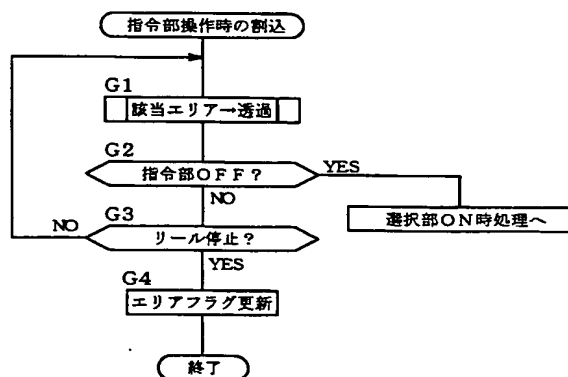 指令部操作時の割込
G1
該当エリア→透過
G2
指令部OFF?
YES
NO
選択部ON時処理へ
G3
NO
リール停止?
YES
G4
エリアフラグ更新
終了